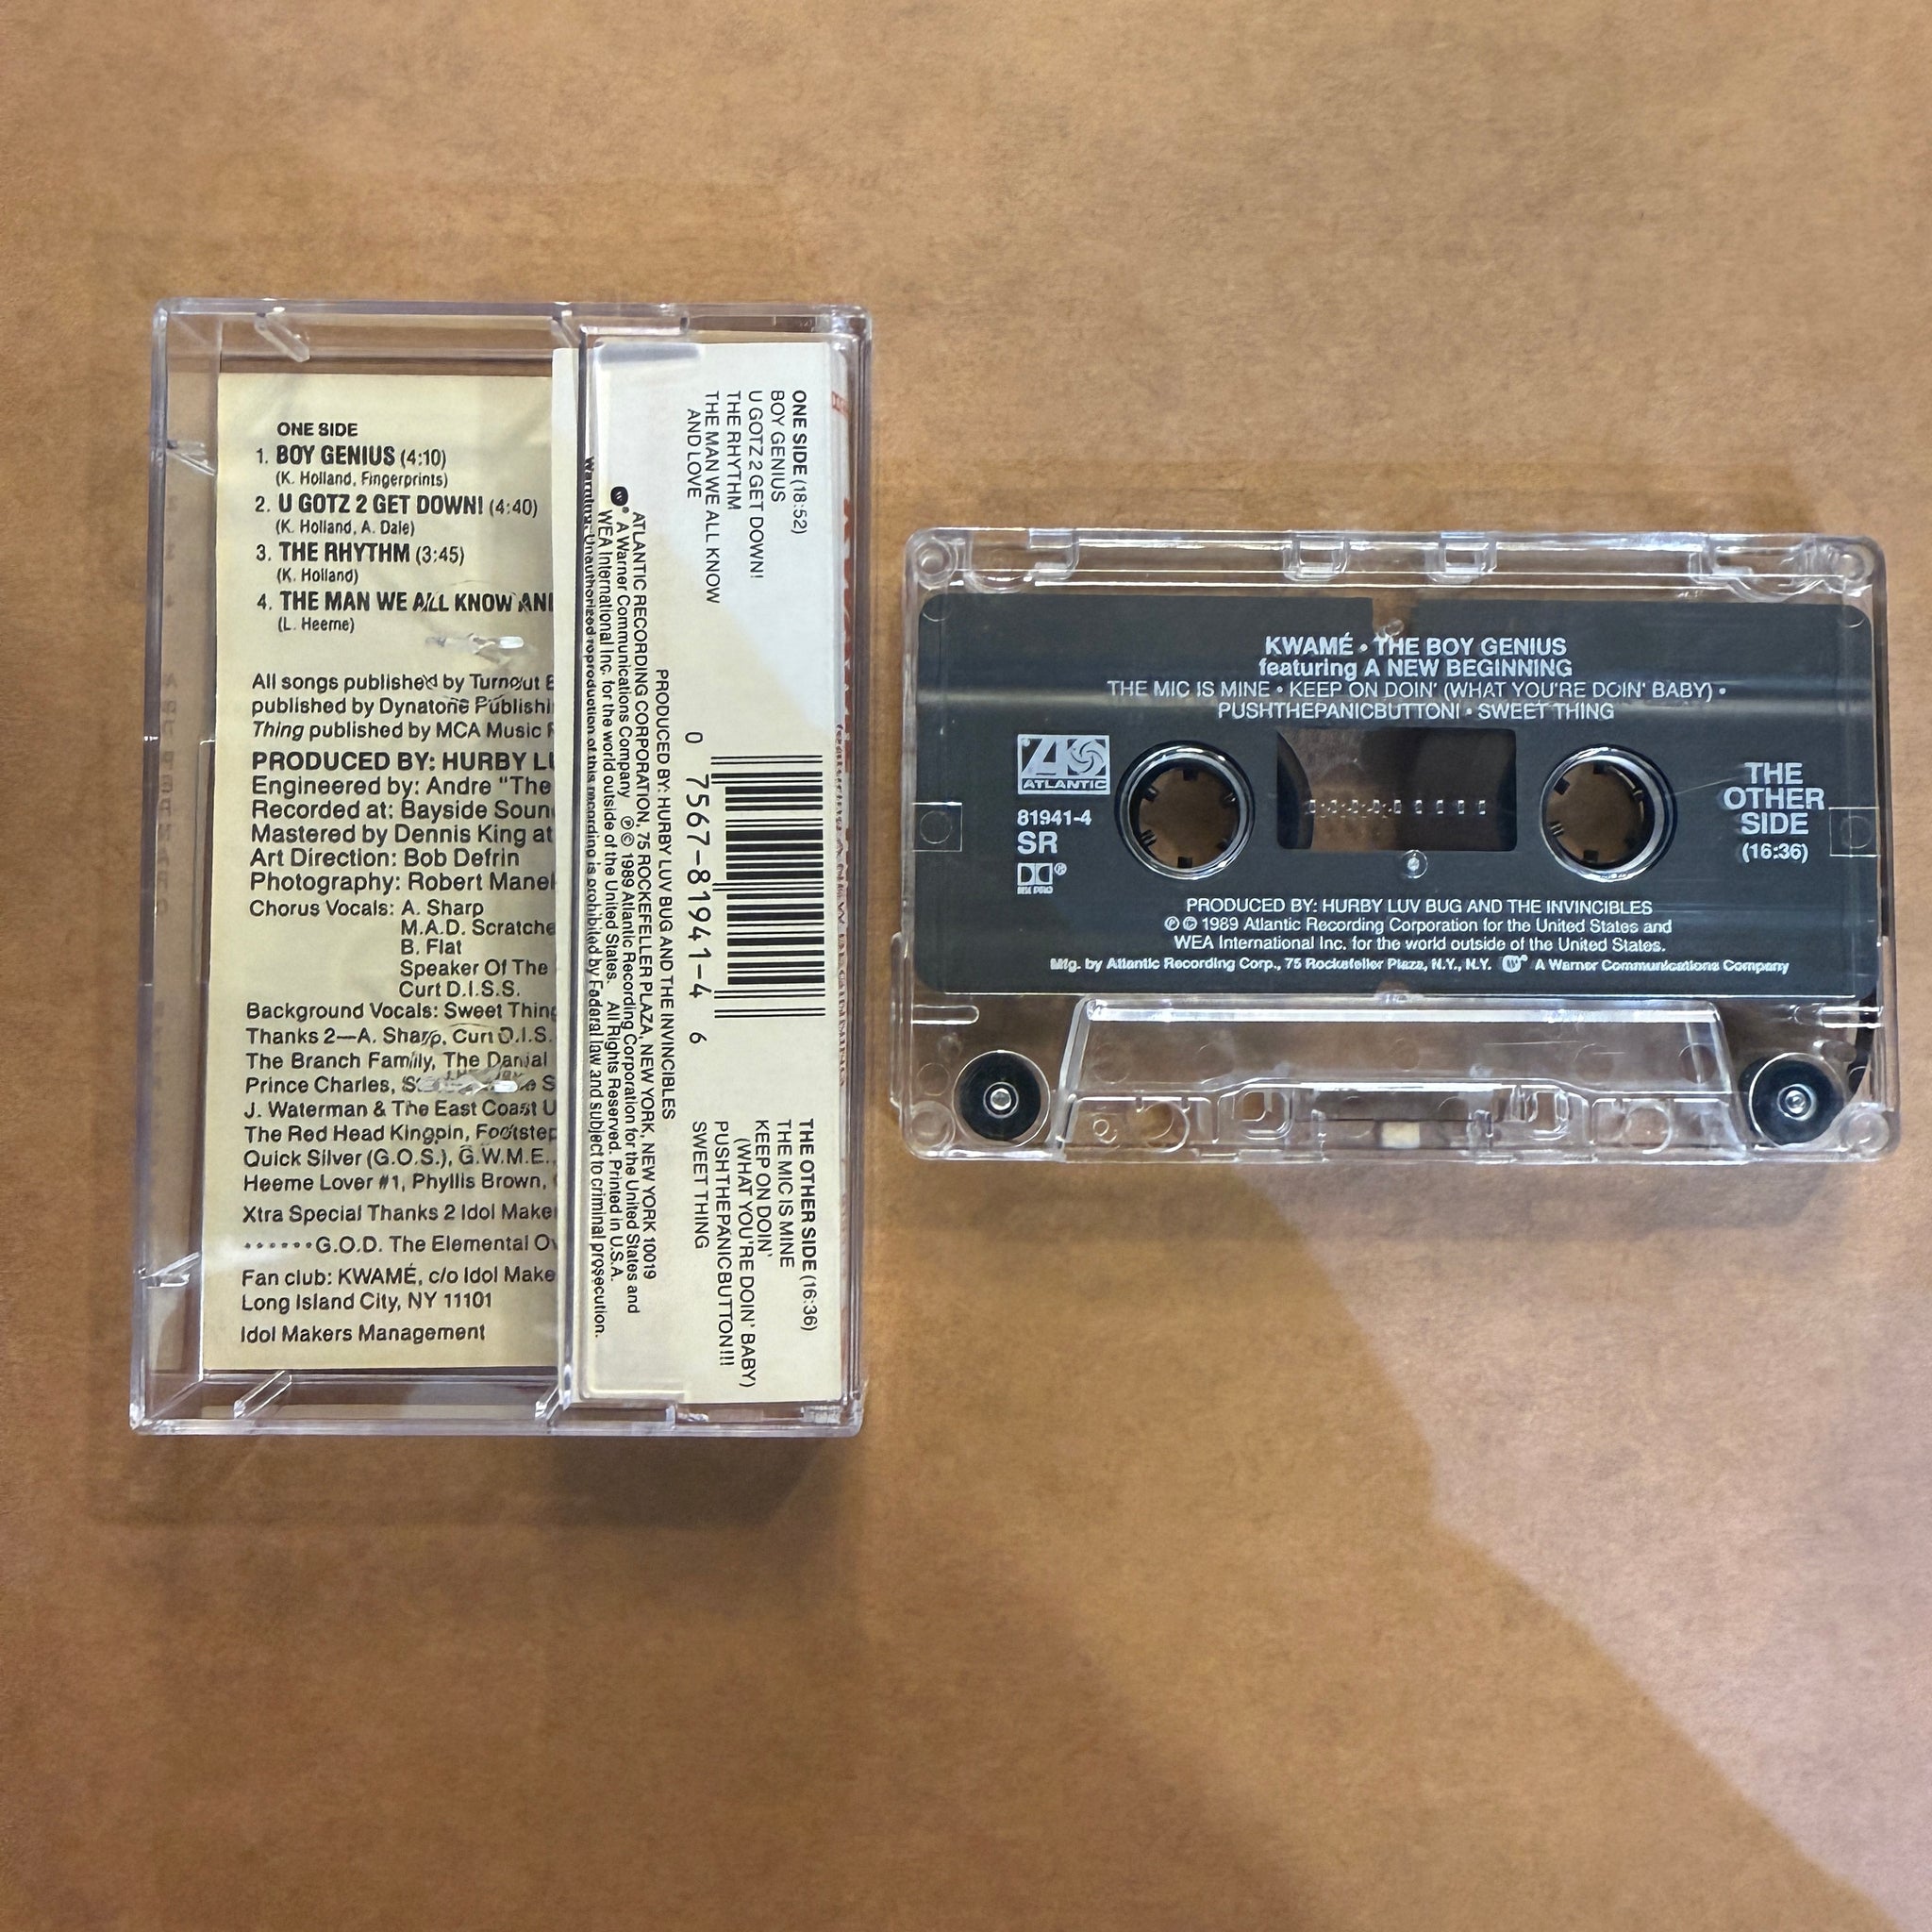 ONE SIDE
1. BOY GENIUS (4:10)
(K. Holland, Fingerprints)
2. U GOTZ 2 GET DOWN! (4:40)
(K. Holland, A. Dale)
3. THE RHYTHM (3:45)
(K. Holland)
4. THE MAN WE ALL KNOW AN
(L. Heeme)
All songs published by Turnout
published by Dynatone Publishi
Thing published by MCA Music
PRODUCED BY: HURBY LU
Engineered by: Andre "The
Recorded at: Bayside Soun
Mastered by Dennis King at
Art Direction: Bob Defrin
Photography: Robert Mane
Chorus Vocals: A. Sharp
M.A.D. Scratche
B. Flat
Speaker Of The
Curt D.I.S.S.
Background Vocals: Sweet Thing
Thanks 2—A. Sharp, Curt D.I.S.
The Branch Family, The Danial
Prince Charles,
J. Waterman & The East Coast U
The Red Head Kingpin, Footstep
Quick Silver (G.O.S.), G.W.M.E.,
Heeme Lover #1, Phyllis Brown,
Xtra Special Thanks 2 Idol Make
······G.O.D. The Elemental Ov
Fan club: KWAMÉ, c/o Idol Make
Long Island City, NY 11101
Idol Makers Management
ONE SIDE (18:52)
BOY GENIUS
U GOTZ 2 GET DOWN!
THE RHYTHM
THE MAN WE ALL KNOW
AND LOVE
0 7567-81941-4 6
THE OTHER SIDE (16:36)
THE MIC IS MINE
KEEP ON DOIN'
(WHAT YOU'RE DOIN' BABY)
PUSHTHEPANICBUTTON!!!
SWEET THING
PRODUCED BY: HURBY LUV BUG AND THE INVINCIBLES
ATLANTIC RECORDING CORPORATION, 75 ROCKEFELLER PLAZA, NEW YORK, NEW YORK 10019
A Warner Communications Company ℗ © 1989 Atlantic Recording Corporation for the United States and
WEA International Inc. for the world outside of the United States. All Rights Reserved. Printed in U.S.A.
Warning: Unauthorized reproduction of this recording is prohibited by Federal law and subject to criminal prosecution.
KWAMÉ • THE BOY GENIUS
featuring A NEW BEGINNING
THE MIC IS MINE • KEEP ON DOIN' (WHAT YOU'RE DOIN' BABY) •
PUSHTHEPANICBUTTON! • SWEET THING
ATLANTIC
81941-4
SR
THE
OTHER
SIDE
(16:36)
PRODUCED BY: HURBY LUV BUG AND THE INVINCIBLES
℗ © 1989 Atlantic Recording Corporation for the United States and
WEA International Inc. for the world outside of the United States.
Mfg. by Atlantic Recording Corp., 75 Rockefeller Plaza, N.Y., N.Y. A Warner Communications Company